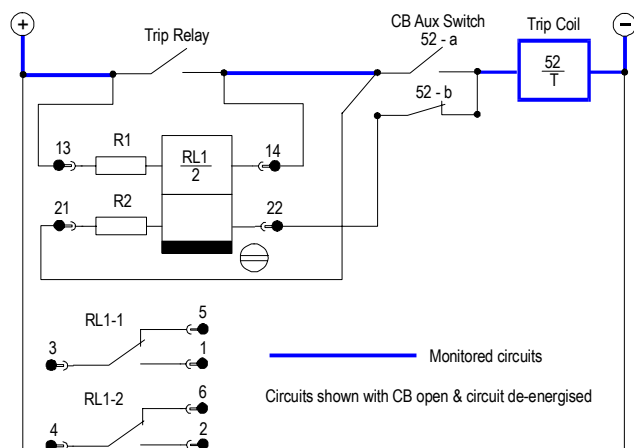 +
−
Trip Relay
CB Aux Switch
52 - a
Trip Coil
52
T
52 - b
13
R1
RL1
2
14
21
R2
22
RL1-1
5
3
1
Monitored circuits
RL1-2
6
Circuits shown with CB open & circuit de-energised
4
2